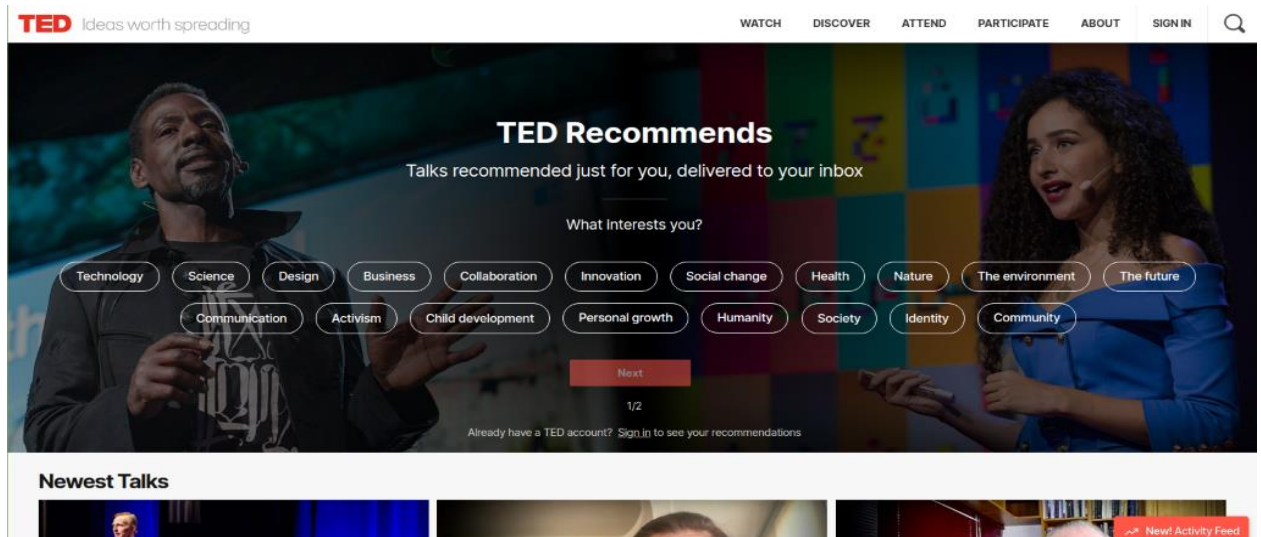 TED Ideas worth spreading
WATCH DISCOVER ATTEND PARTICIPATE ABOUT SIGN IN
TED Recommends
Talks recommended just for you, delivered to your inbox
What Interests you?
Technology Science Design Business Collaboration Innovation Social change Health Nature The environment The future
Communication Activism Child development Personal growth Humanity Society Identity Community
Next
1/2
Already have a TED account? Sign in to see your recommendations
Newest Talks
New! Activity Feed